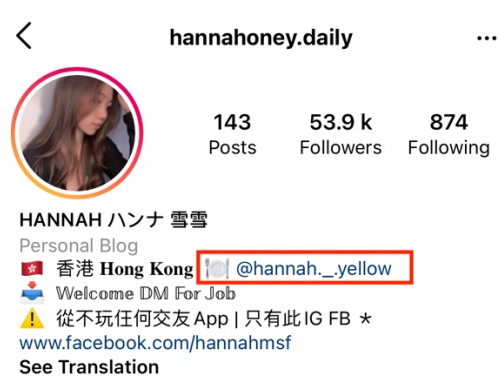 hannahoney.daily
143 53.9 k 874
Posts Followers Following
HANNAH ハンナ 雪雪
Personal Blog
🇭🇰 香港 𝐇𝐨𝐧𝐠 𝐊𝐨𝐧𝐠 🍽 @hannah._.yellow
📥 𝕎𝕖𝕝𝕔𝕠𝕞𝕖 𝔻𝕄 𝔽𝕠𝕣 𝕁𝕠𝕓
⚠️ 從不玩任何交友 App | 只有此 IG FB *
www.facebook.com/hannahmsf
See Translation